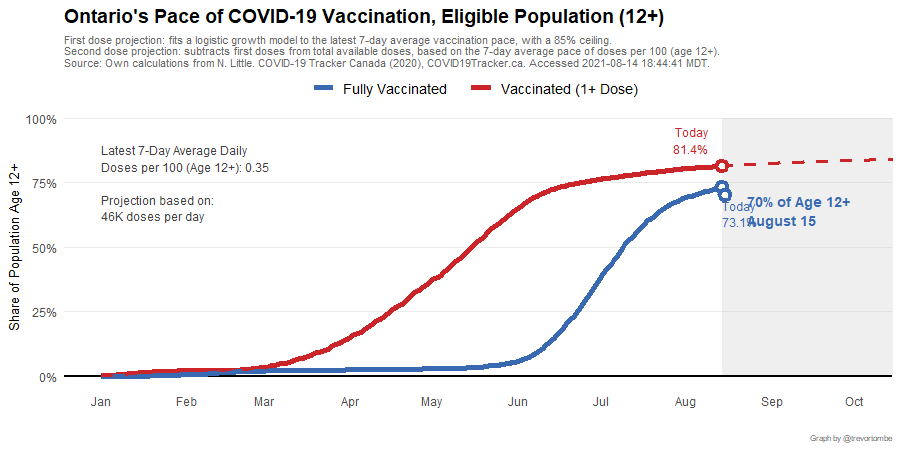 Ontario's Pace of COVID-19 Vaccination, Eligible Population (12+)
First dose projection: fits a logistic growth model to the latest 7-day average vaccination pace, with a 85% ceiling.
Second dose projection: subtracts first doses from total available doses, based on the 7-day average pace of doses per 100 (age 12+).
Source: Own calculations from N. Little. COVID-19 Tracker Canada (2020), COVID19Tracker.ca. Accessed 2021-08-14 18:44:41 MDT.
Fully Vaccinated
Vaccinated (1+ Dose)
Share of Population Age 12+
100%
75%
50%
25%
0%
Latest 7-Day Average Daily
Doses per 100 (Age 12+): 0.35
Projection based on:
46K doses per day
Today
81.4%
Today
73.1%
70% of Age 12+
August 15
Jan Feb Mar Apr May Jun Jul Aug Sep Oct
Graph by @trevortombe